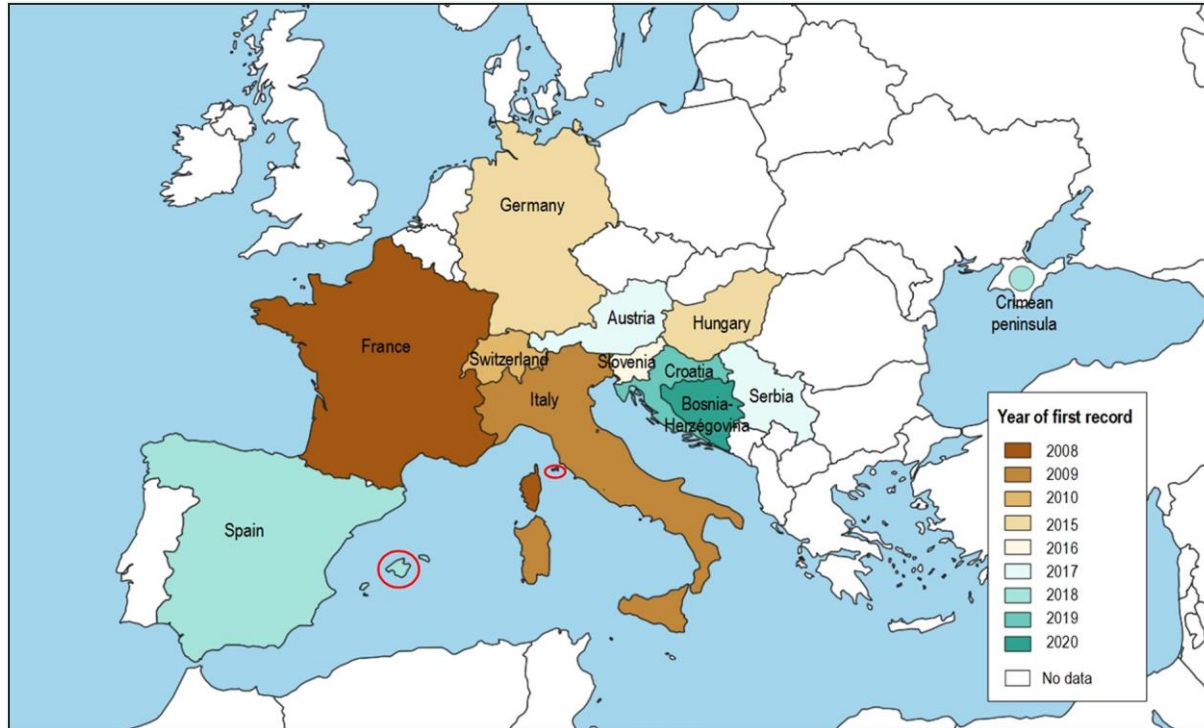 Germany
Austria
Hungary
Crimean
peninsula
France
Switzerland
Slovenia
Croatia
Italy
Bosnia-
Herzégovina
Serbia
Spain
Year of first record
2008
2009
2010
2015
2016
2017
2018
2019
2020
No data